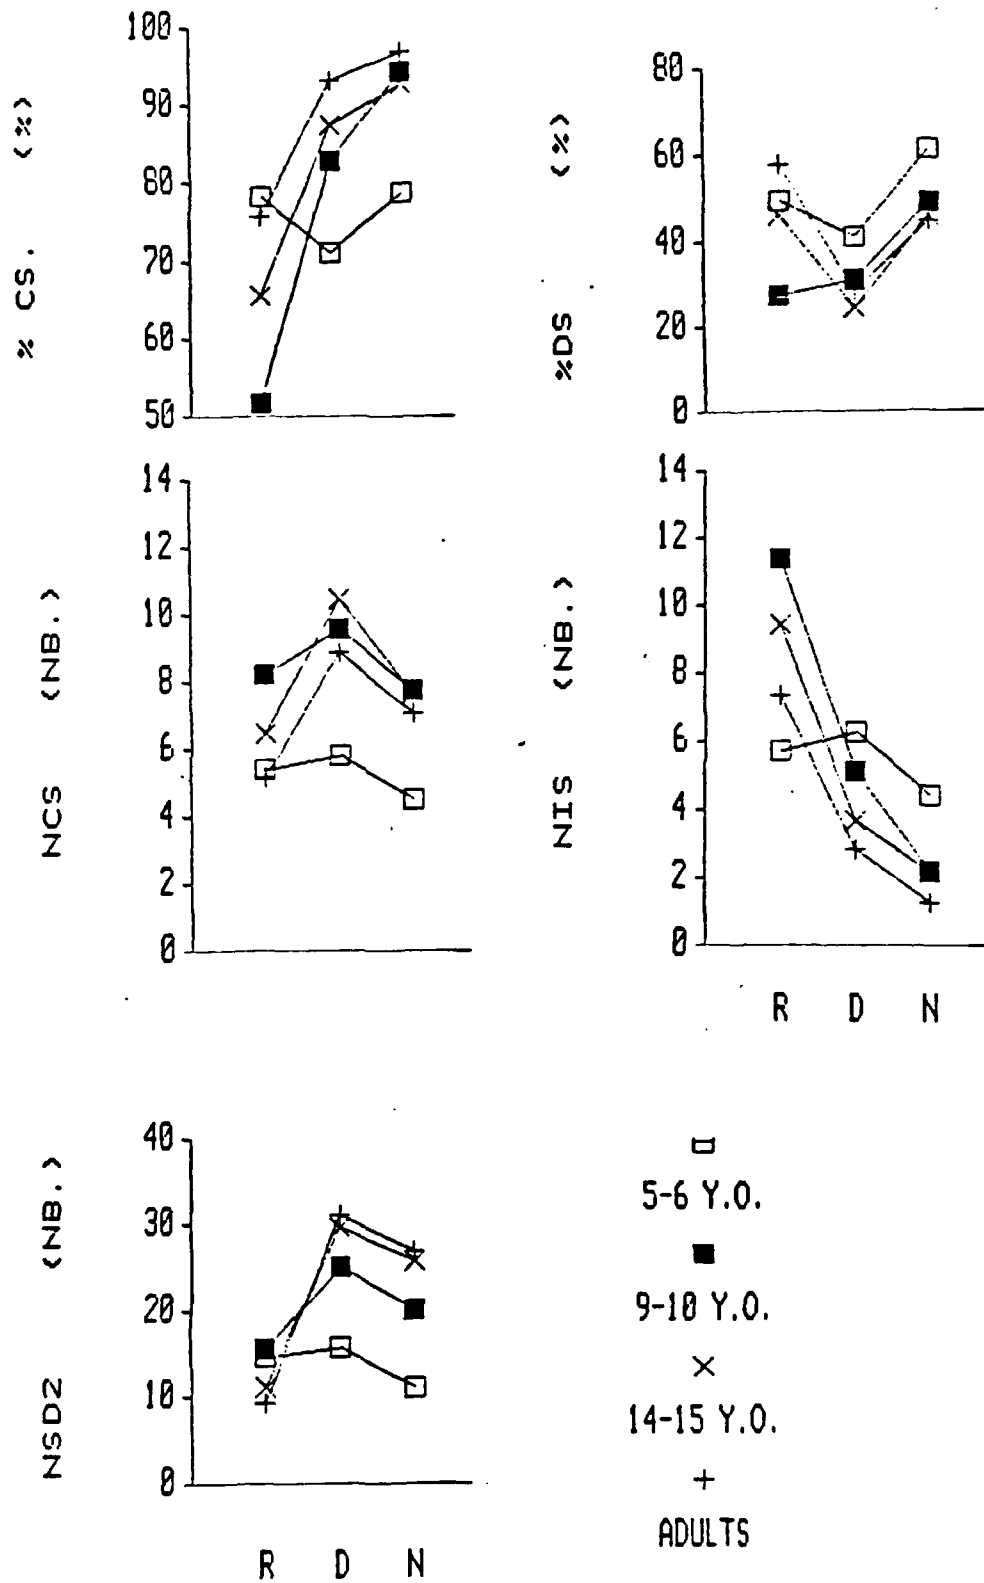 % CS. (%)
100
90
80
70
60
50
%DS (%)
80
60
40
20
0
NCS (NB.)
14
12
10
8
6
4
2
0
NIS (NB.)
14
12
10
8
6
4
2
0
R D N
NSD2 (NB.)
40
30
20
10
0
R D N
5-6 Y.O.
9-10 Y.O.
14-15 Y.O.
ADULTS